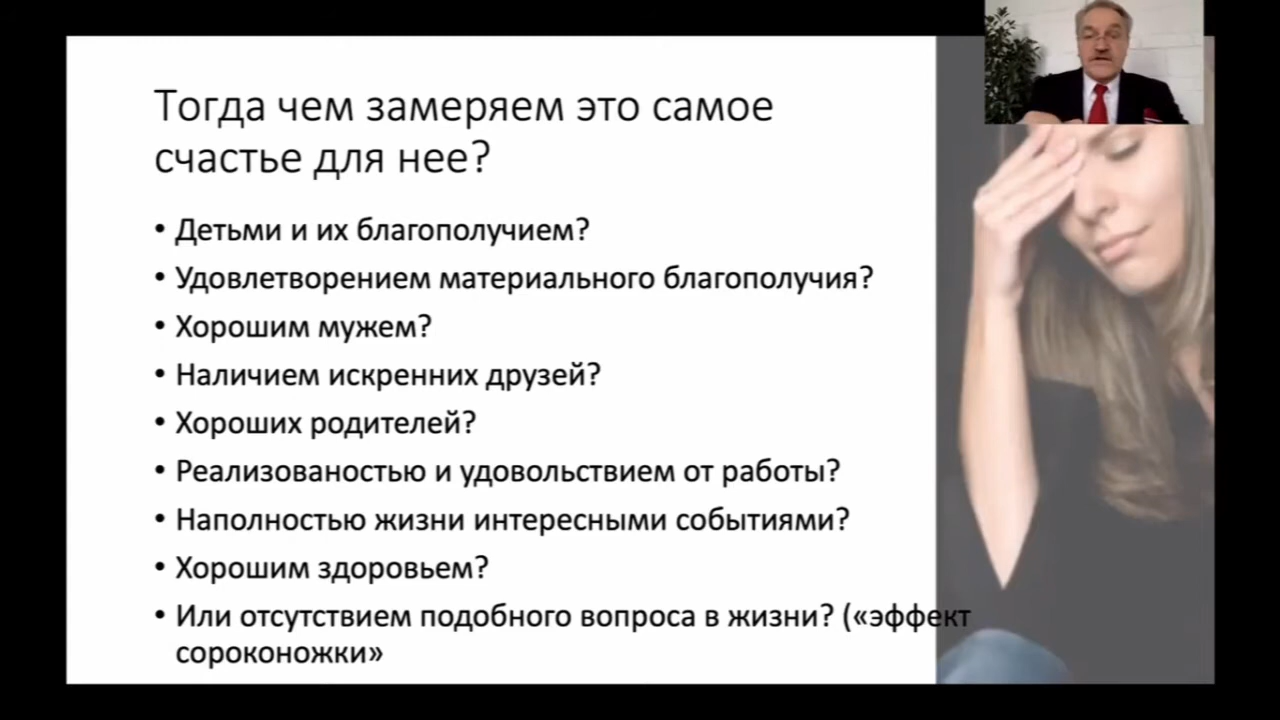 Тогда чем замеряем это самое
счастье для нее?
• Детьми и их благополучием?
• Удовлетворением материального благополучия?
• Хорошим мужем?
• Наличием искренних друзей?
• Хороших родителей?
• Реализованостью и удовольствием от работы?
• Наполностью жизни интересными событиями?
• Хорошим здоровьем?
• Или отсутствием подобного вопроса в жизни? («эффект
сороконожки»